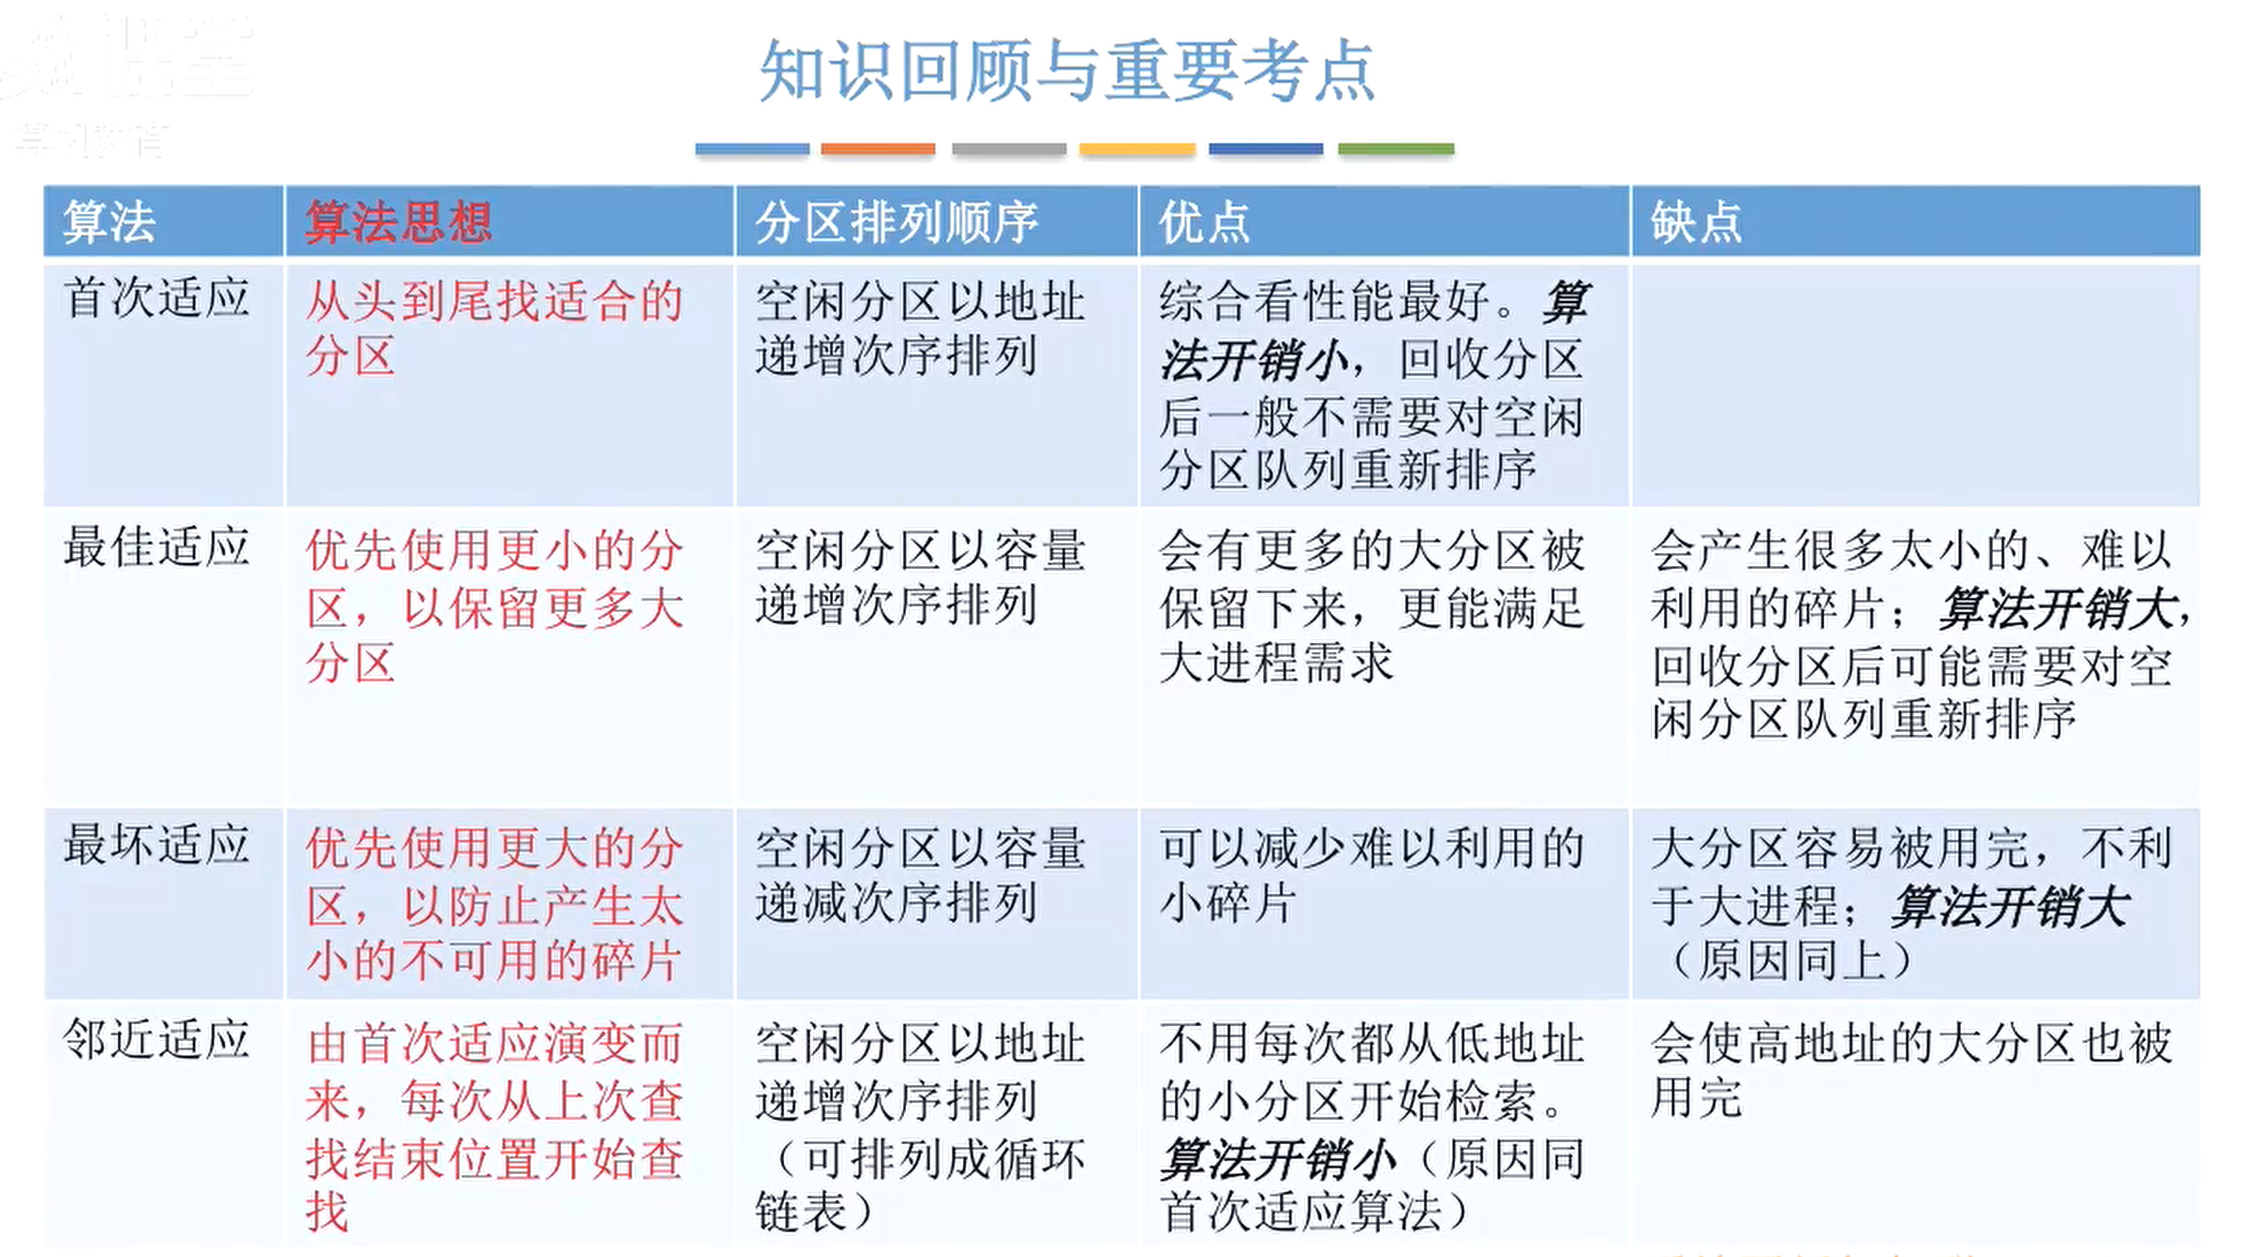 知识回顾与重要考点
算法
算法思想
分区排列顺序
优点
缺点
首次适应
从头到尾找适合的
分区
空闲分区以地址
递增次序排列
综合看性能最好。算
法开销小，回收分区
后一般不需要对空闲
分区队列重新排序
最佳适应
优先使用更小的分
区，以保留更多大
分区
空闲分区以容量
递增次序排列
会有更多的大分区被
保留下来，更能满足
大进程需求
会产生很多太小的、难以
利用的碎片；算法开销大，
回收分区后可能需要对空
闲分区队列重新排序
最坏适应
优先使用更大的分
区，以防止产生太
小的不可用的碎片
空闲分区以容量
递减次序排列
可以减少难以利用的
小碎片
大分区容易被用完，不利
于大进程；算法开销大
（原因同上）
邻近适应
由首次适应演变而
来，每次从上次查
找结束位置开始查
找
空闲分区以地址
递增次序排列
（可排列成循环
链表）
不用每次都从低地址
的小分区开始检索。
算法开销小（原因同
首次适应算法）
会使高地址的大分区也被
用完